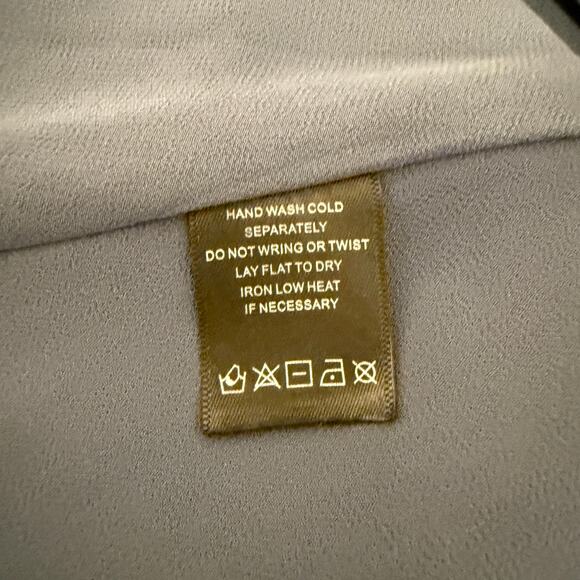 HAND WASH COLD
SEPARATELY
DO NOT WRING OR TWIST
LAY FLAT TO DRY
IRON LOW HEAT
IF NECESSARY